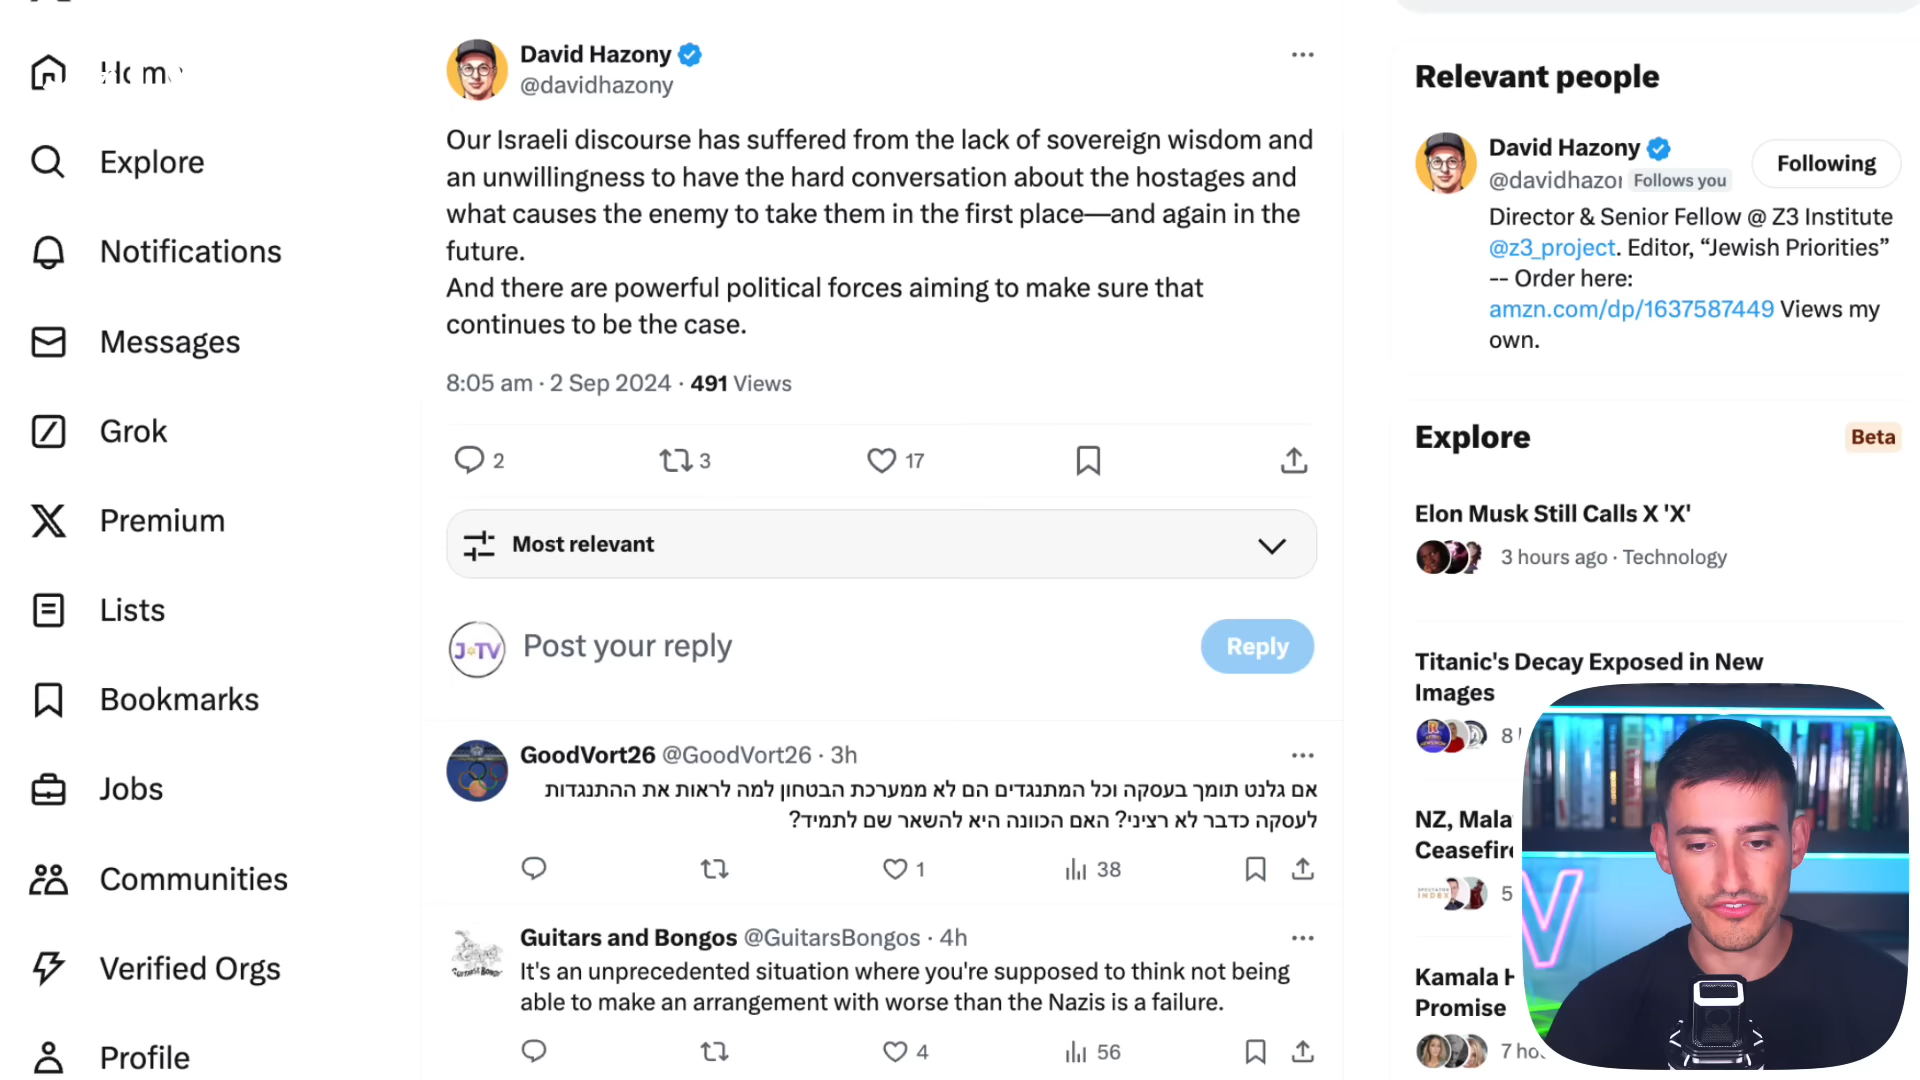 Home
Explore
Notifications
Messages
Grok
Premium
Lists
Bookmarks
Jobs
Communities
Verified Orgs
Profile
David Hazony
@davidhazony
Our Israeli discourse has suffered from the lack of sovereign wisdom and
an unwillingness to have the hard conversation about the hostages and
what causes the enemy to take them in the first place—and again in the
future.
And there are powerful political forces aiming to make sure that
continues to be the case.
8:05 am · 2 Sep 2024 · 491 Views
2 3 17
Most relevant
J TV Post your reply Reply
GoodVort26 @GoodVort26 · 3h
אם גלנט תומך בעסקה וכל המתנגדים הם לא ממערכת הבטחון למה לראות את ההתנגדות
לעסקה כדבר לא רציני? האם הכוונה היא להשאר שם לתמיד?
1 38
Guitars and Bongos @GuitarsBongos · 4h
It's an unprecedented situation where you're supposed to think not being
able to make an arrangement with worse than the Nazis is a failure.
4 56
Relevant people
David Hazony
@davidhazor Follows you
Following
Director & Senior Fellow @ Z3 Institute
@z3_project. Editor, “Jewish Priorities”
-- Order here:
amzn.com/dp/1637587449 Views my
own.
Explore Beta
Elon Musk Still Calls X 'X'
3 hours ago · Technology
Titanic's Decay Exposed in New
Images
8
NZ, Mala
Ceasefire
5
Kamala H
Promise
7
V